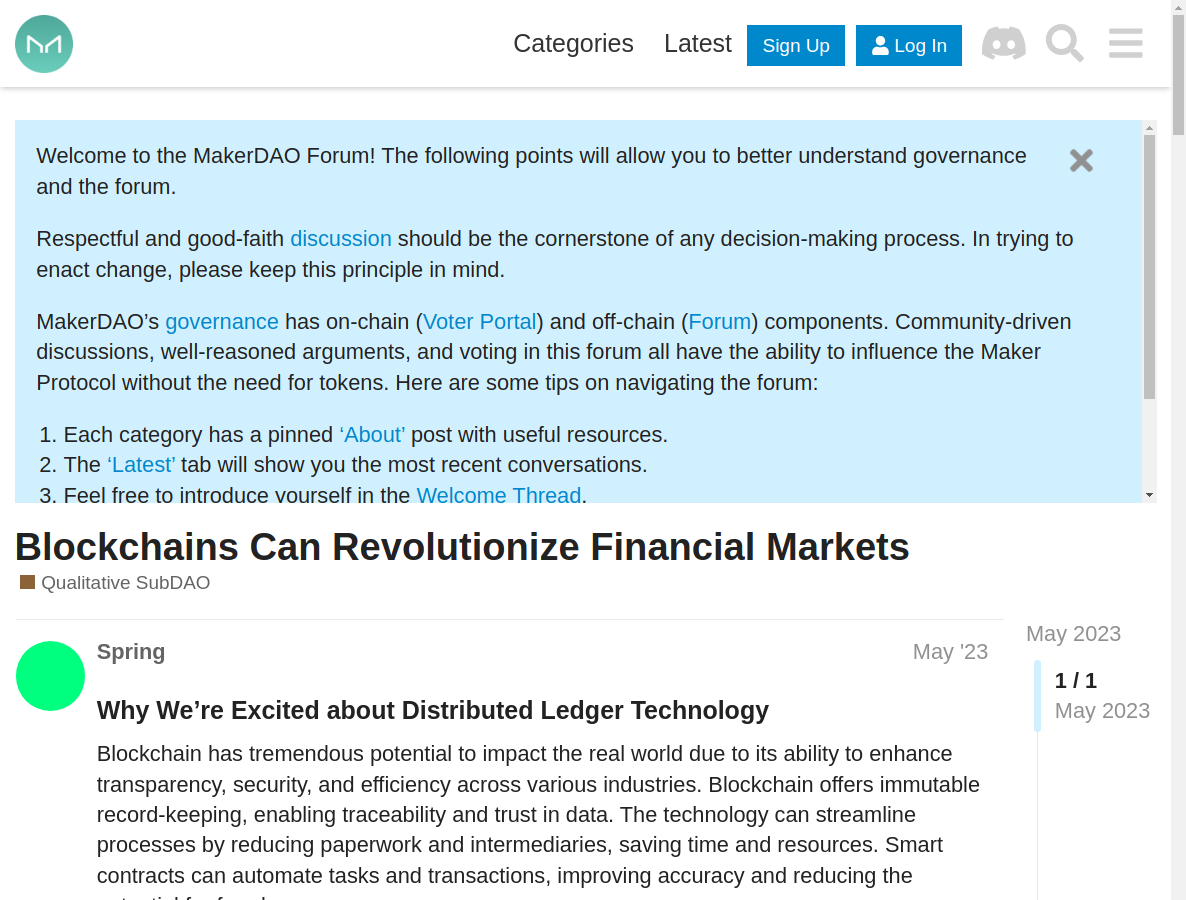 Categories Latest Sign Up Log In
Welcome to the MakerDAO Forum! The following points will allow you to better understand governance
and the forum.
Respectful and good-faith discussion should be the cornerstone of any decision-making process. In trying to
enact change, please keep this principle in mind.
MakerDAO’s governance has on-chain (Voter Portal) and off-chain (Forum) components. Community-driven
discussions, well-reasoned arguments, and voting in this forum all have the ability to influence the Maker
Protocol without the need for tokens. Here are some tips on navigating the forum:
1. Each category has a pinned ‘About’ post with useful resources.
2. The ‘Latest’ tab will show you the most recent conversations.
3. Feel free to introduce yourself in the Welcome Thread.
Blockchains Can Revolutionize Financial Markets
Qualitative SubDAO
Spring May '23
May 2023
1 / 1
May 2023
Why We’re Excited about Distributed Ledger Technology
Blockchain has tremendous potential to impact the real world due to its ability to enhance
transparency, security, and efficiency across various industries. Blockchain offers immutable
record-keeping, enabling traceability and trust in data. The technology can streamline
processes by reducing paperwork and intermediaries, saving time and resources. Smart
contracts can automate tasks and transactions, improving accuracy and reducing the